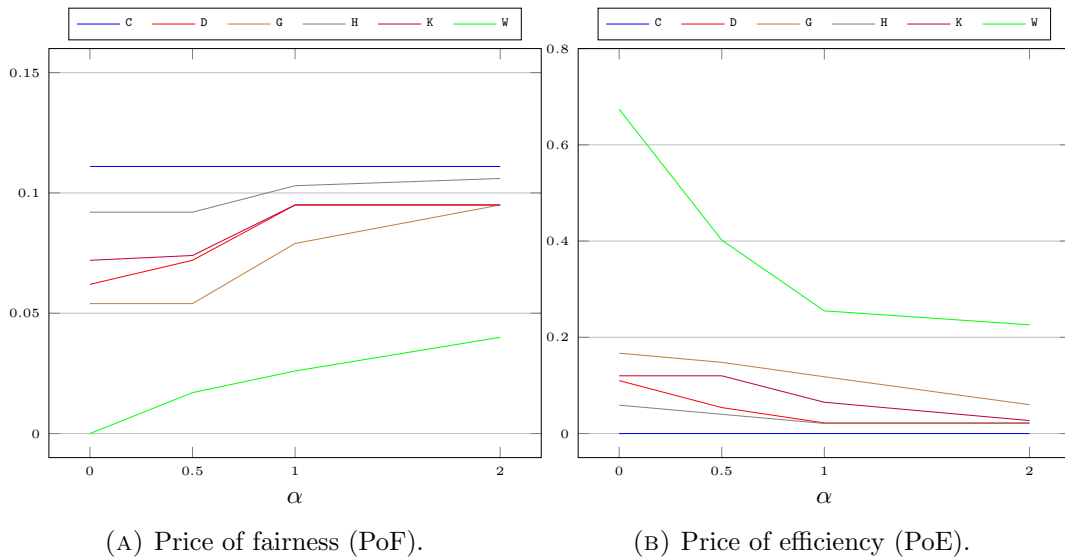 C D G H K W
0.15
0.1
0.05
0
0 0.5 1 2
α
(A) Price of fairness (PoF).
C D G H K W
0.8
0.6
0.4
0.2
0
0 0.5 1 2
α
(B) Price of efficiency (PoE).